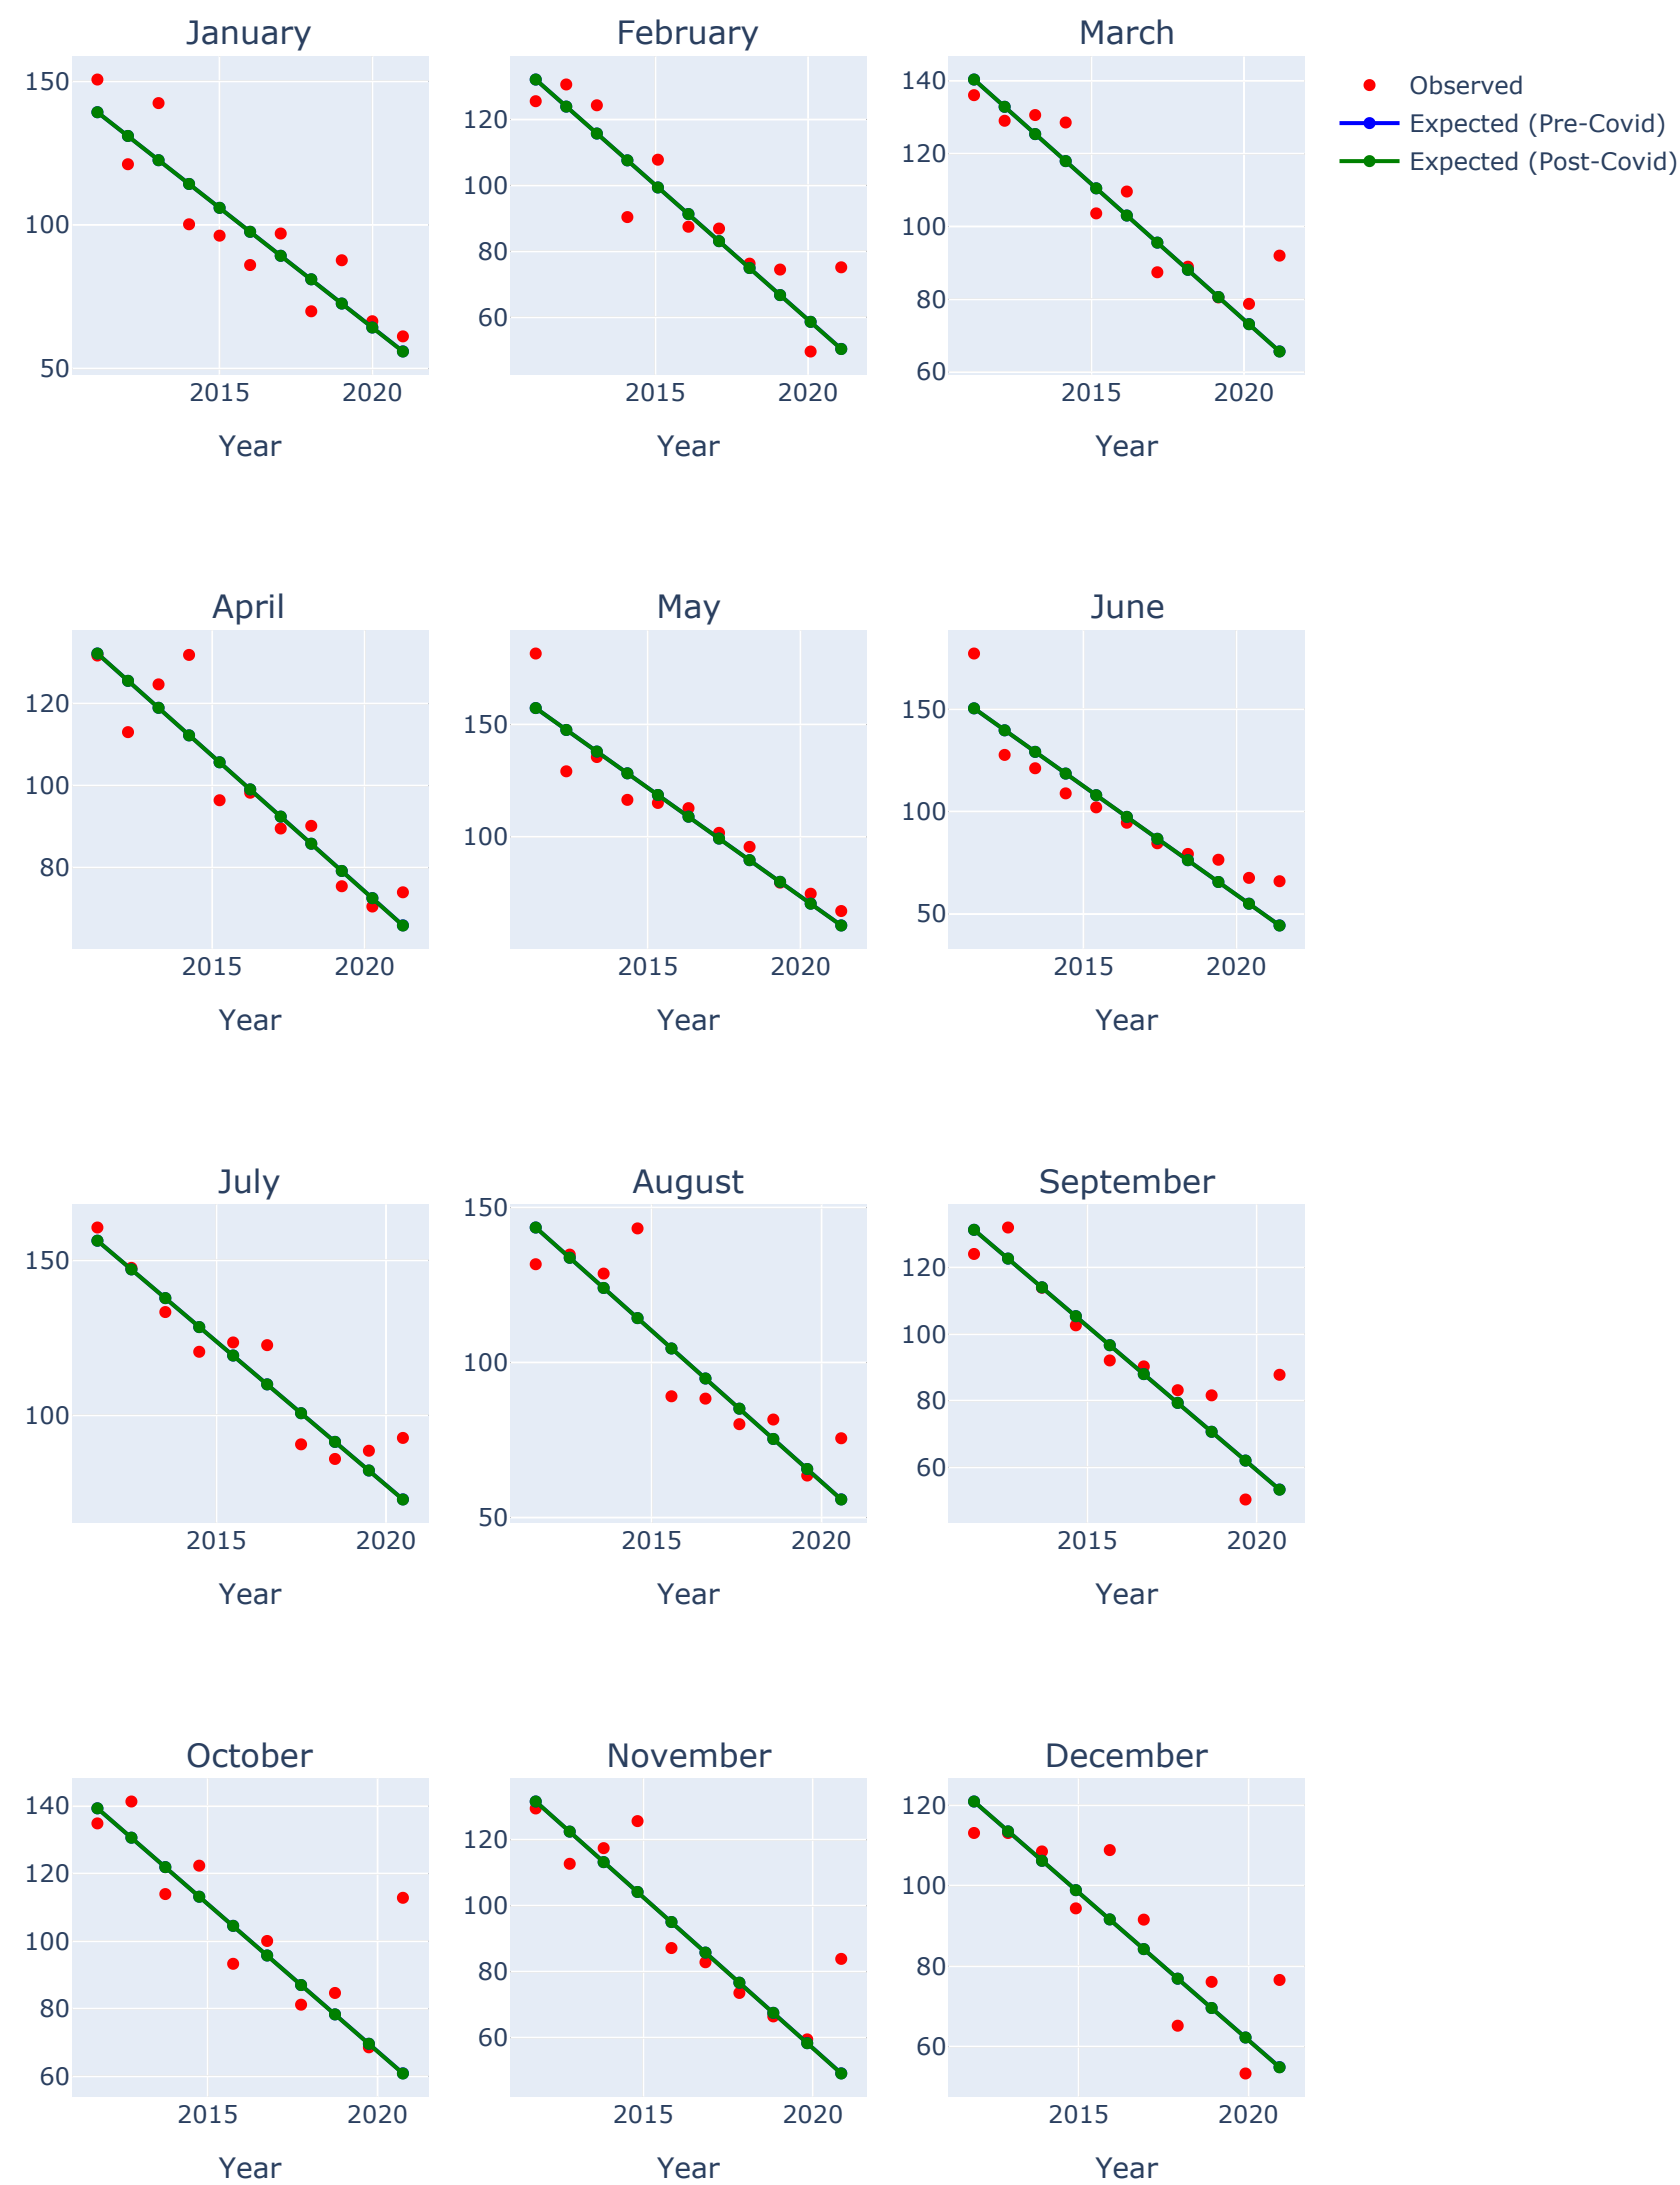 January
February
March
Observed
Expected (Pre-Covid)
Expected (Post-Covid)
150
100
50
2015
2020
Year
120
100
80
60
2015
2020
Year
140
120
100
80
60
2015
2020
Year
April
May
June
120
100
80
2015
2020
Year
150
100
2015
2020
Year
150
100
50
2015
2020
Year
July
August
September
150
100
2015
2020
Year
150
100
50
2015
2020
Year
120
100
80
60
2015
2020
Year
October
November
December
140
120
100
80
60
2015
2020
Year
120
100
80
60
2015
2020
Year
120
100
80
60
2015
2020
Year